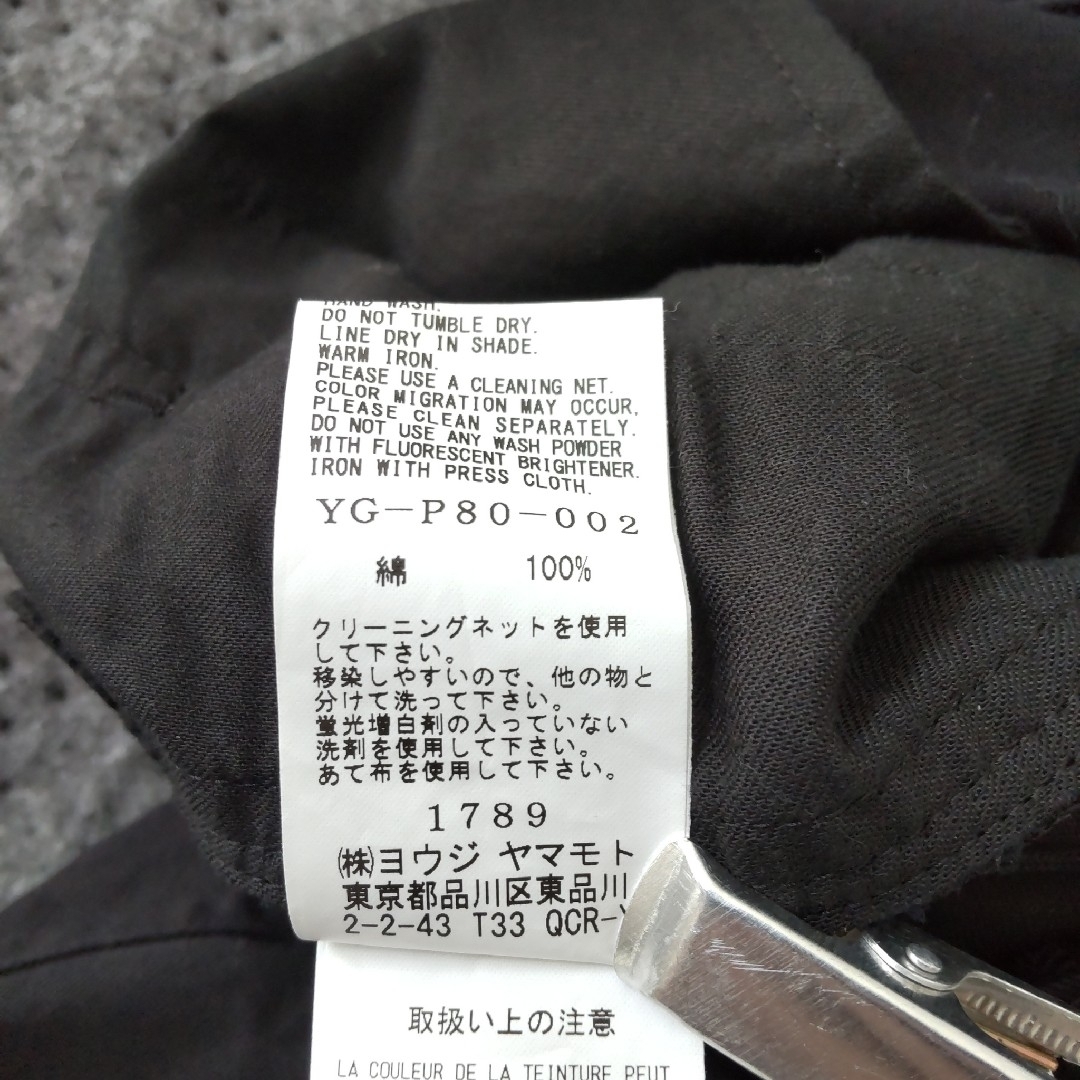 HAND WASH.
DO NOT TUMBLE DRY.
LINE DRY IN SHADE.
WARM IRON.
PLEASE USE A CLEANING NET.
COLOR MIGRATION MAY OCCUR,
PLEASE CLEAN SEPARATELY.
DO NOT USE ANY WASH POWDER
WITH FLUORESCENT BRIGHTENER.
IRON WITH PRESS CLOTH.
YG-P80-002
綿 100%
クリーニングネットを使用
して下さい。
移染しやすいので、他の物と
分けて洗って下さい。
蛍光増白剤の入っていない
洗剤を使用して下さい。
あて布を使用して下さい。
1789
㈱ヨウジ ヤマモト
東京都品川区東品川
2-2-43 T33 QCR-
取扱い上の注意
LA COULEUR DE LA TEINTURE PEUT